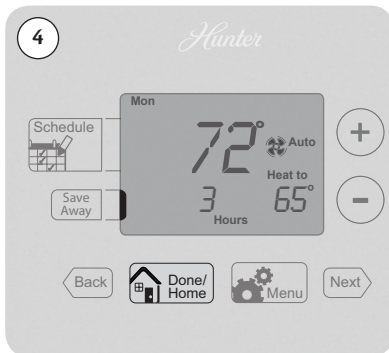 4
Hunter
Mon
Schedule
72° Auto
Heat to
Save
Away
3 65°
Hours
Back
Done/
Home
Menu
Next
+
-